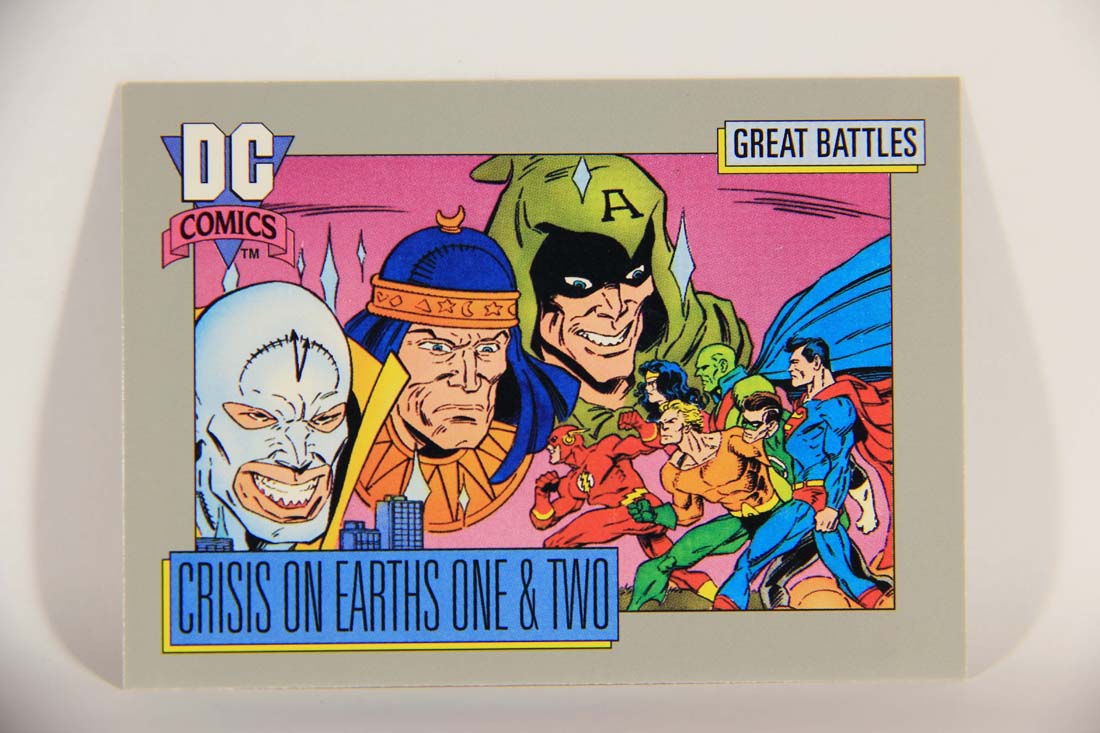 DC
COMICS
TM
GREAT BATTLES
A
CRISIS ON EARTHS ONE & TWO